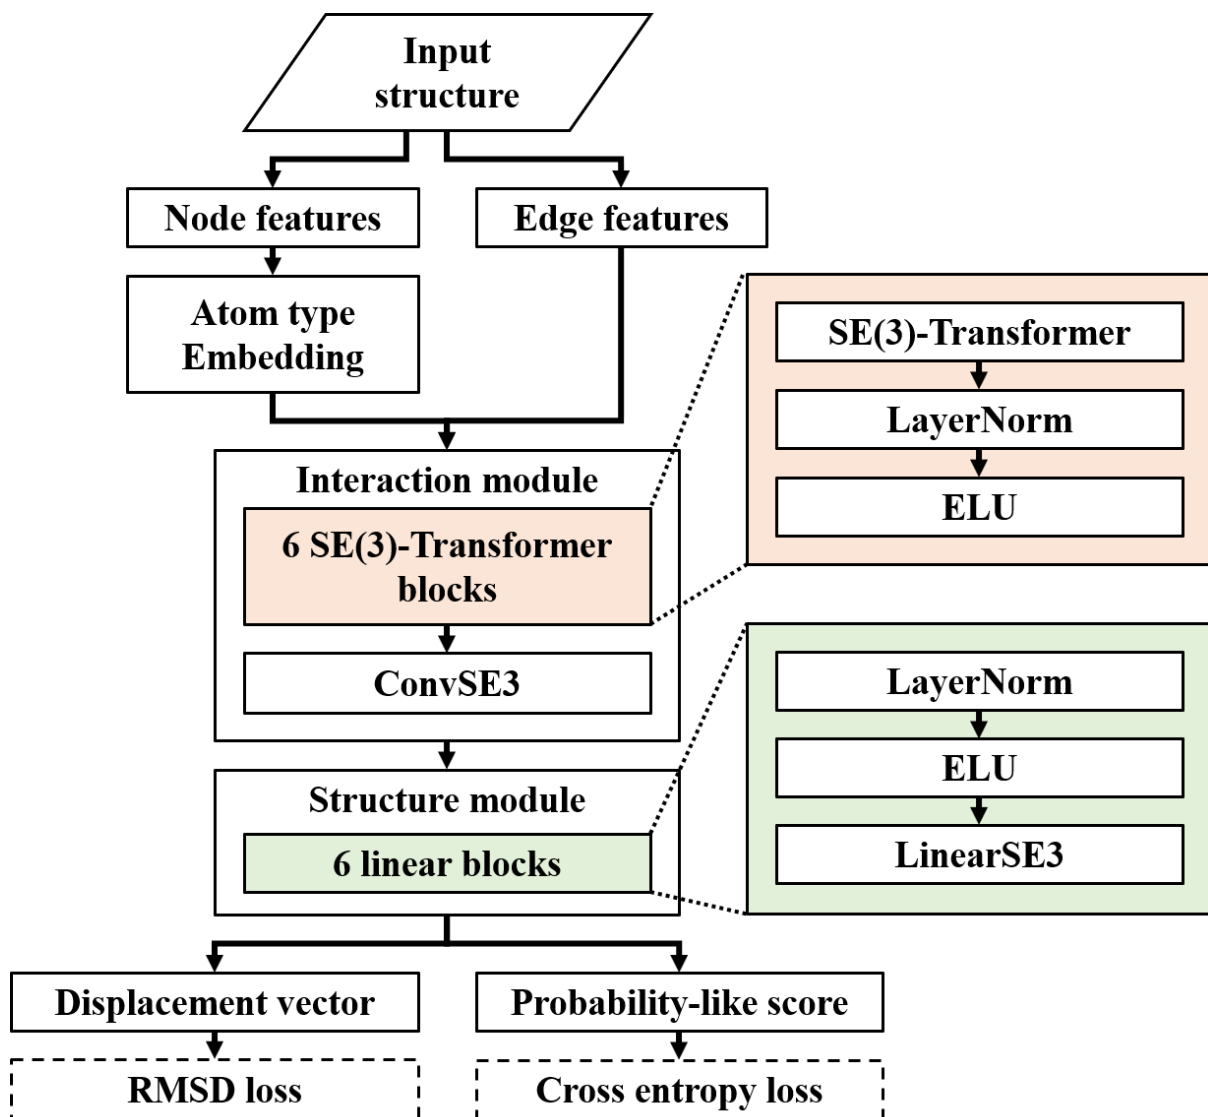 Input
structure
Node features
Edge features
Atom type
Embedding
Interaction module
6 SE(3)-Transformer
blocks
ConvSE3
SE(3)-Transformer
LayerNorm
ELU
Structure module
6 linear blocks
LayerNorm
ELU
LinearSE3
Displacement vector
Probability-like score
RMSD loss
Cross entropy loss